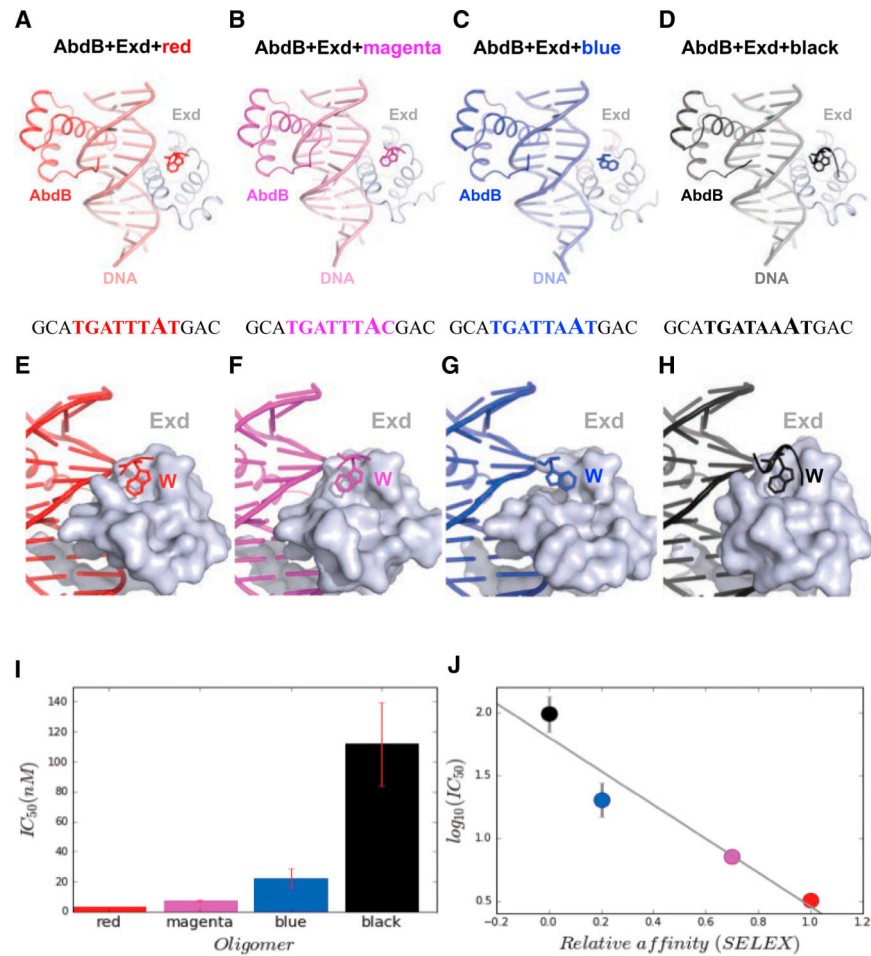 A B C D
AbdB+Exd+red AbdB+Exd+magenta AbdB+Exd+blue AbdB+Exd+black
Exd Exd Exd Exd
AbdB AbdB AbdB AbdB
DNA DNA DNA DNA
GCATGATTTATGAC GCATGATTTACGAC GCATGATTAATGAC GCATGATAAATGAC
E F G H
Exd Exd Exd Exd
W W W W
I
IC50(nM)
140
120
100
80
60
40
20
0
red magenta blue black
Oligomer
J
log10(IC50)
2.0
1.5
1.0
0.5
−0.2 0.0 0.2 0.4 0.6 0.8 1.0 1.2
Relative affinity (SELEX)